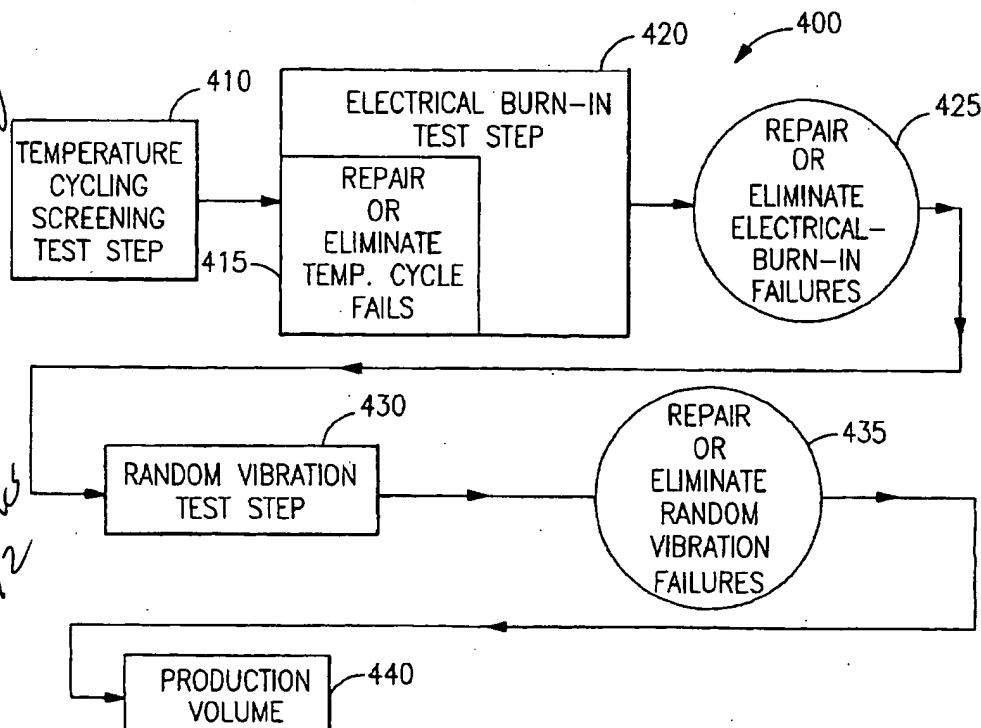 400
420
410
TEMPERATURE
CYCLING
SCREENING
TEST STEP
ELECTRICAL BURN-IN
TEST STEP
415
REPAIR
OR
ELIMINATE
TEMP. CYCLE
FAILS
425
REPAIR
OR
ELIMINATE
ELECTRICAL-
BURN-IN
FAILURES
430
RANDOM VIBRATION
TEST STEP
435
REPAIR
OR
ELIMINATE
RANDOM
VIBRATION
FAILURES
440
PRODUCTION
VOLUME